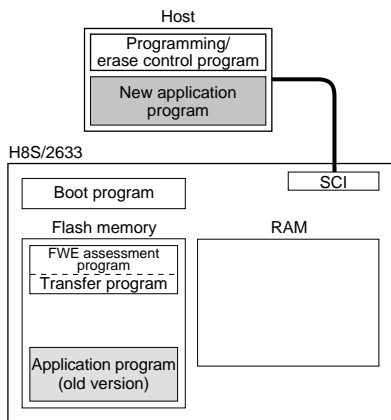 Host
Programming/
erase control program
New application
program
H8S/2633
SCI
Boot program
Flash memory
RAM
FWE assessment
program
Transfer program
Application program
(old version)